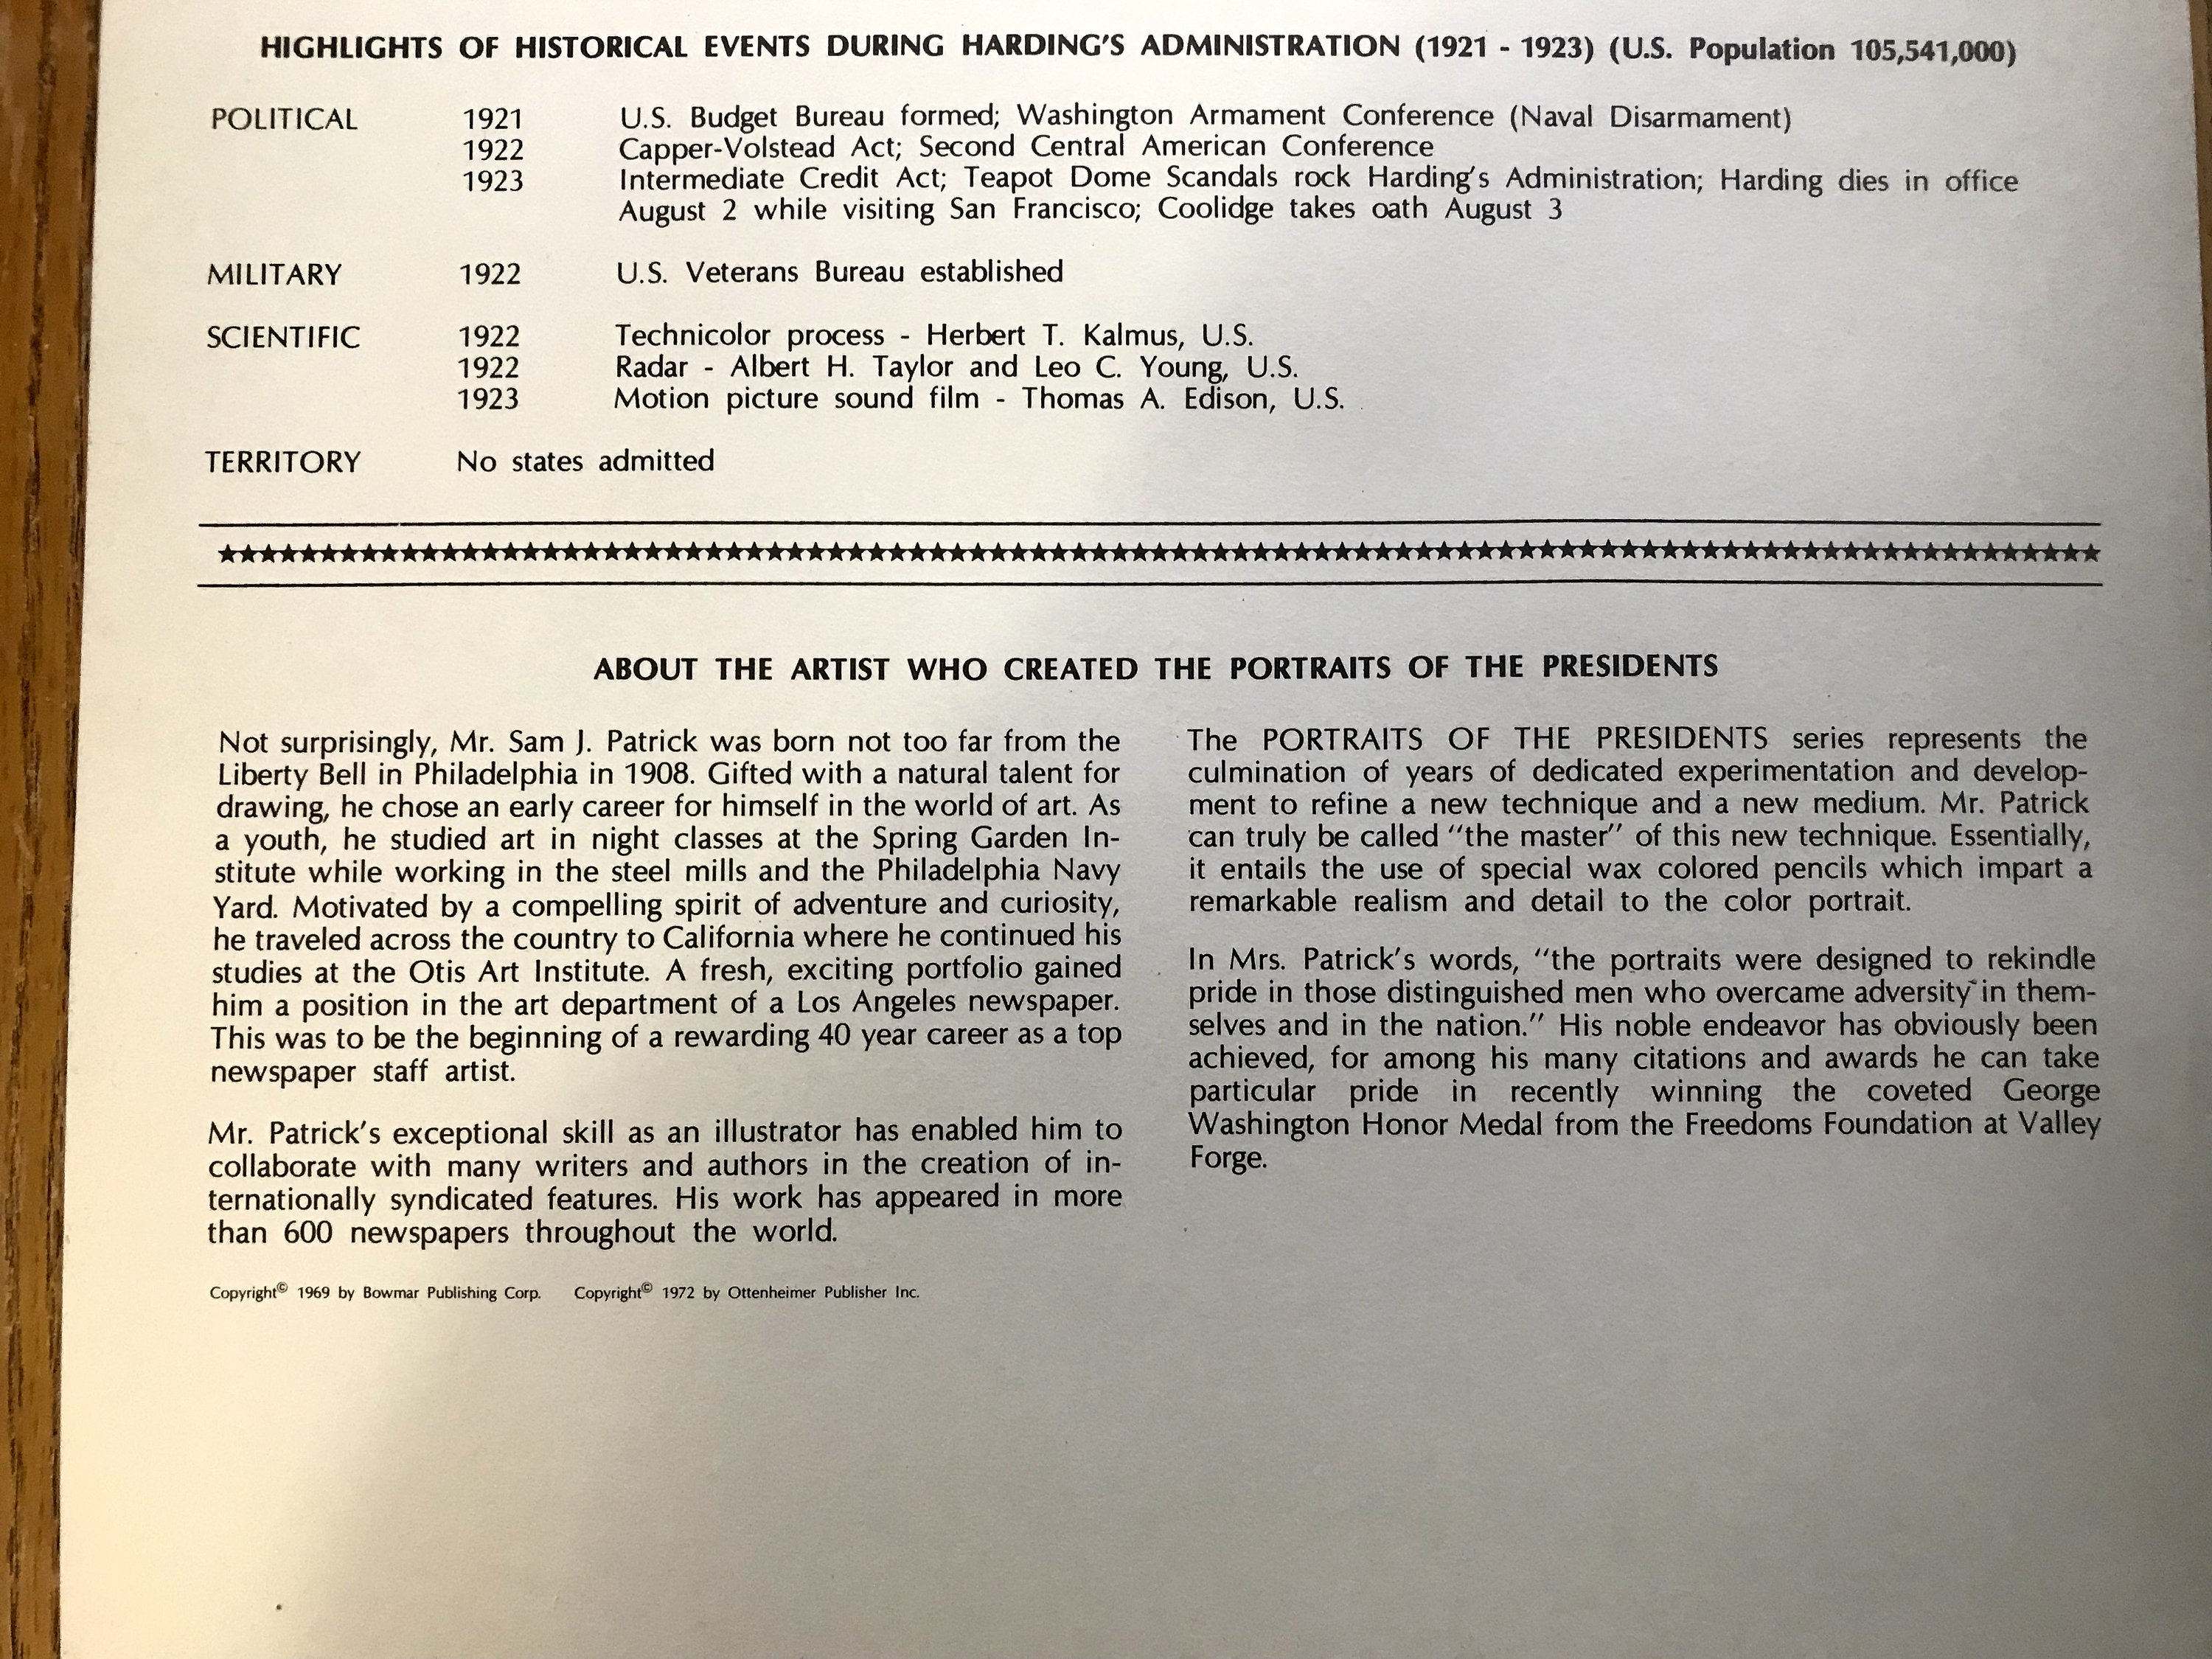 HIGHLIGHTS OF HISTORICAL EVENTS DURING HARDING'S ADMINISTRATION (1921 - 1923) (U.S. Population 105,541,000)
POLITICAL 1921 U.S. Budget Bureau formed; Washington Armament Conference (Naval Disarmament)
1922 Capper-Volstead Act; Second Central American Conference
1923 Intermediate Credit Act; Teapot Dome Scandals rock Harding's Administration; Harding dies in office
August 2 while visiting San Francisco; Coolidge takes oath August 3
MILITARY 1922 U.S. Veterans Bureau established
SCIENTIFIC 1922 Technicolor process - Herbert T. Kalmus, U.S.
1922 Radar - Albert H. Taylor and Leo C. Young, U.S.
1923 Motion picture sound film - Thomas A. Edison, U.S.
TERRITORY No states admitted
ABOUT THE ARTIST WHO CREATED THE PORTRAITS OF THE PRESIDENTS
Not surprisingly, Mr. Sam J. Patrick was born not too far from the
Liberty Bell in Philadelphia in 1908. Gifted with a natural talent for
drawing, he chose an early career for himself in the world of art. As
a youth, he studied art in night classes at the Spring Garden In-
stitute while working in the steel mills and the Philadelphia Navy
Yard. Motivated by a compelling spirit of adventure and curiosity,
he traveled across the country to California where he continued his
studies at the Otis Art Institute. A fresh, exciting portfolio gained
him a position in the art department of a Los Angeles newspaper.
This was to be the beginning of a rewarding 40 year career as a top
newspaper staff artist.
Mr. Patrick's exceptional skill as an illustrator has enabled him to
collaborate with many writers and authors in the creation of in-
ternationally syndicated features. His work has appeared in more
than 600 newspapers throughout the world.
The PORTRAITS OF THE PRESIDENTS series represents the
culmination of years of dedicated experimentation and develop-
ment to refine a new technique and a new medium. Mr. Patrick
can truly be called "the master" of this new technique. Essentially,
it entails the use of special wax colored pencils which impart a
remarkable realism and detail to the color portrait.
In Mrs. Patrick's words, "the portraits were designed to rekindle
pride in those distinguished men who overcame adversity in them-
selves and in the nation." His noble endeavor has obviously been
achieved, for among his many citations and awards he can take
particular pride in recently winning the coveted George
Washington Honor Medal from the Freedoms Foundation at Valley
Forge.
Copyright© 1969 by Bowmar Publishing Corp. Copyright© 1972 by Ottenheimer Publisher Inc.